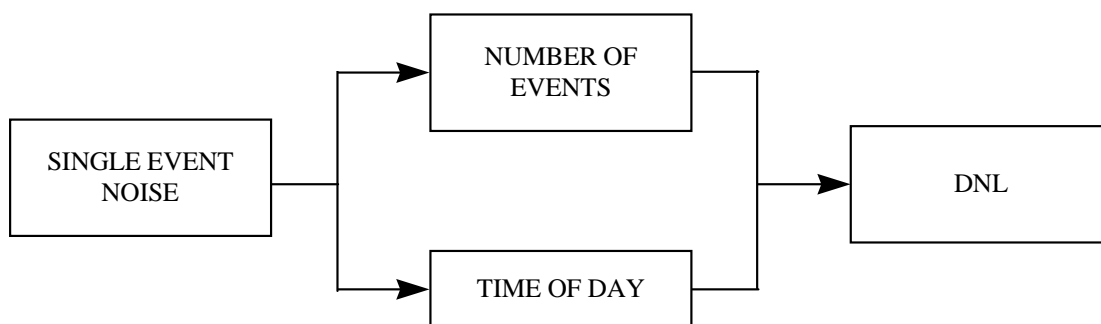 SINGLE EVENT
NOISE
NUMBER OF
EVENTS
TIME OF DAY
DNL